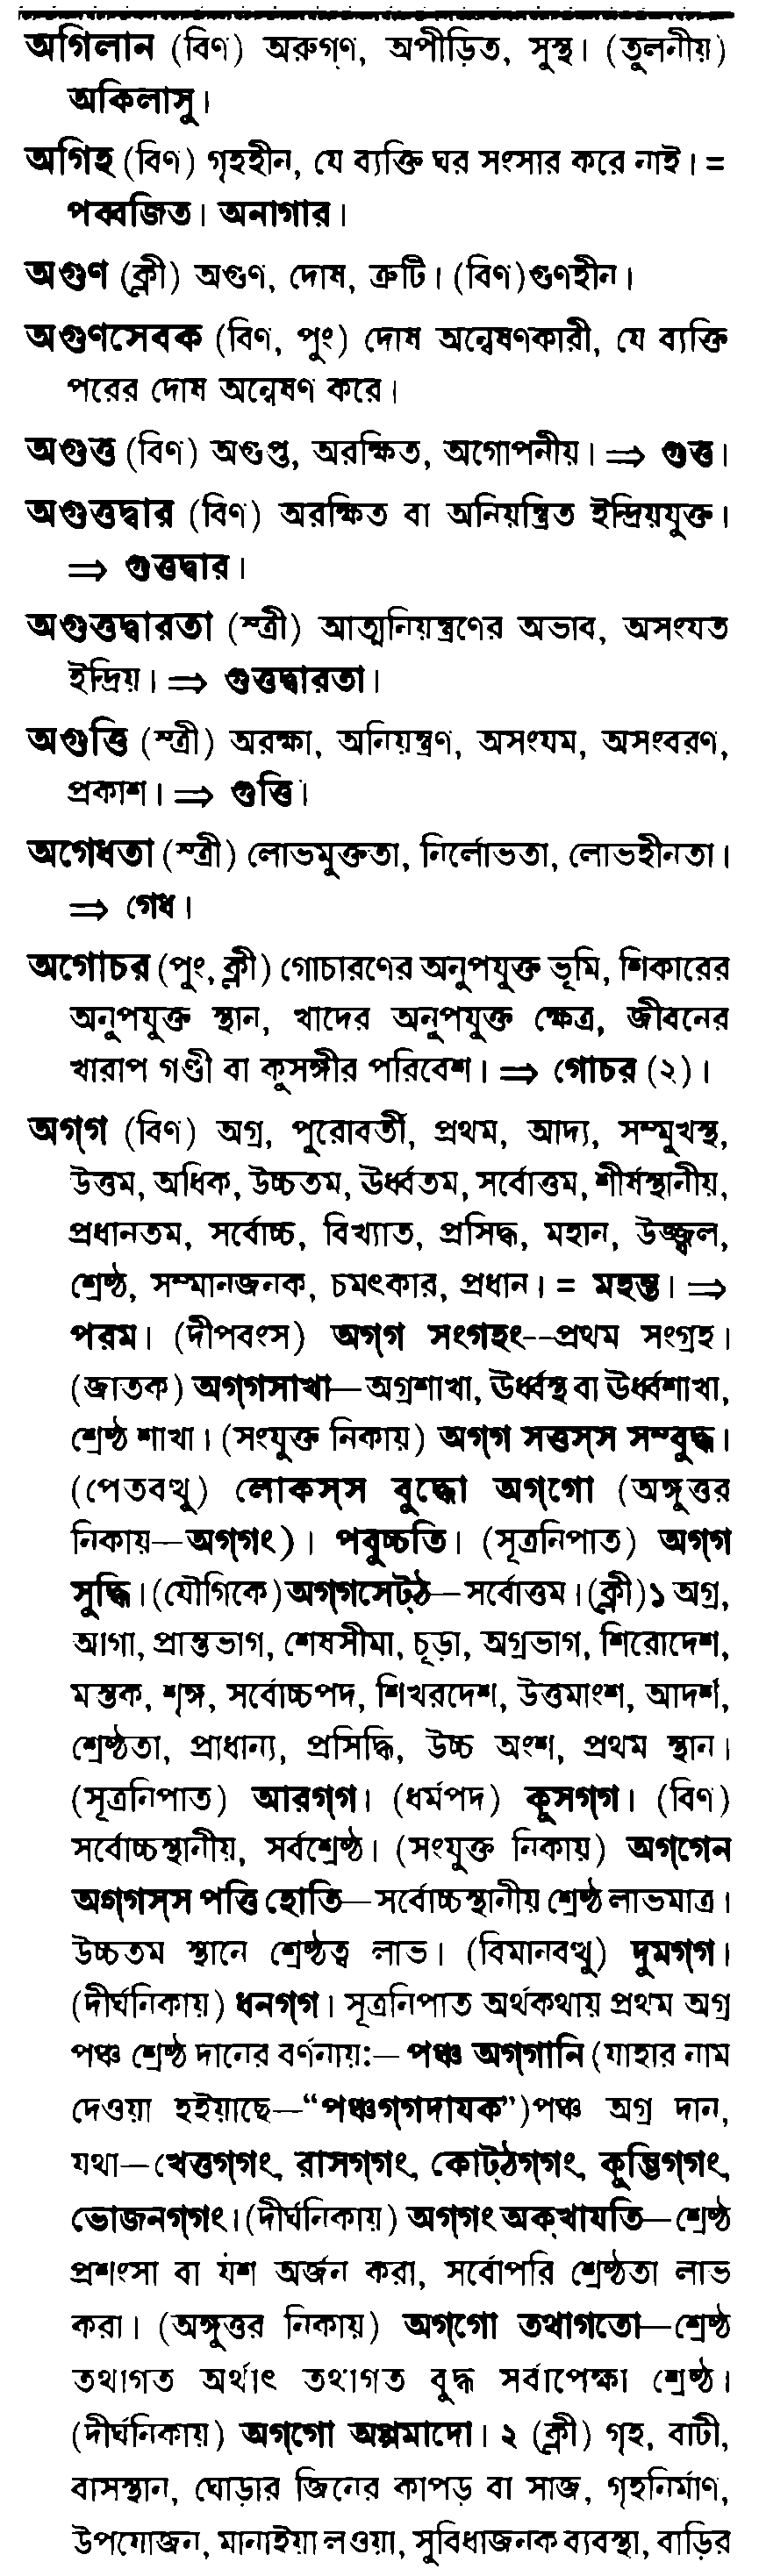 অগিলান (বিণ) অরুগ্ণ, অপীড়িত, সুস্থ। (তুলনীয়)
অকিলাসু।
অগিহ (বিণ) গৃহহীন, যে ব্যক্তি ঘর সংসার করে নাই। =
পব্বজিত। অনাগার।
অগুণ (ক্লী) অগুণ, দোষ, ত্রুটি। (বিণ)গুণহীন।
অগুণসেবক (বিণ, পুং) দোষ অন্বেষণকারী, যে ব্যক্তি
পরের দোষ অন্বেষণ করে।
অগুত্ত (বিণ) অগুপ্ত, অরক্ষিত, অগোপনীয়। ⇒ গুত্ত।
অগুত্তদ্বার (বিণ) অরক্ষিত বা অনিয়ন্ত্রিত ইন্দ্রিয়যুক্ত।
⇒ গুত্তদ্বার।
অগুত্তদ্বারতা (স্ত্রী) আত্মনিয়ন্ত্রণের অভাব, অসংযত
ইন্দ্রিয়। ⇒ গুত্তদ্বারতা।
অগুত্তি (স্ত্রী) অরক্ষা, অনিয়ন্ত্রণ, অসংযম, অসংবরণ,
প্রকাশ। ⇒ গুত্তি।
অগেধতা (স্ত্রী) লোভমুক্ততা, নির্লোভতা, লোভহীনতা।
⇒ গেধ।
অগোচর (পুং, ক্লী) গোচারণের অনুপযুক্ত ভূমি, শিকারের
অনুপযুক্ত স্থান, খাদের অনুপযুক্ত ক্ষেত্র, জীবনের
খারাপ গণ্ডী বা কুসঙ্গীর পরিবেশ। ⇒ গোচর (২)।
অগ্‌গ (বিণ) অগ্র, পুরোবর্তী, প্রথম, আদ্য, সম্মুখস্থ,
উত্তম, অধিক, উচ্চতম, ঊর্ধ্বতম, সর্বোত্তম, শীর্ষস্থানীয়,
প্রধানতম, সর্বোচ্চ, বিখ্যাত, প্রসিদ্ধ, মহান, উজ্জ্বল,
শ্রেষ্ঠ, সম্মানজনক, চমৎকার, প্রধান। = মহন্ত। ⇒
পরম। (দীপবংস) অগ্‌গ সংগহং--প্রথম সংগ্রহ।
(জাতক) অগ্‌গসাখা—অগ্রশাখা, ঊর্ধ্বস্থ বা ঊর্ধ্বশাখা,
শ্রেষ্ঠ শাখা। (সংযুক্ত নিকায়) অগ্‌গ সত্তস্‌স সম্বুদ্ধ।
(পেতবত্থু) লোকস্‌স বুদ্ধো অগ্‌গো (অঙ্গুত্তর
নিকায়—অগ্‌গং)। পবুচ্চতি। (সূত্রনিপাত) অগ্‌গ
সুদ্ধি। (যৌগিকে) অগ্‌গসেট্‌ঠ—সর্বোত্তম। (ক্লী)১ অগ্র,
আগা, প্রান্তভাগ, শেষসীমা, চূড়া, অগ্রভাগ, শিরোদেশ,
মস্তক, শৃঙ্গ, সর্বোচ্চপদ, শিখরদেশ, উত্তমাংশ, আদর্শ,
শ্রেষ্ঠতা, প্রাধান্য, প্রসিদ্ধি, উচ্চ অংশ, প্রথম স্থান।
(সূত্রনিপাত) আরগ্‌গ। (ধর্মপদ) কুসগ্‌গ। (বিণ)
সর্বোচ্চস্থানীয়, সর্বশ্রেষ্ঠ। (সংযুক্ত নিকায়) অগ্‌গেন
অগ্‌গস্‌স পত্তি হোতি—সর্বোচ্চস্থানীয় শ্রেষ্ঠ লাভমাত্র।
উচ্চতম স্থানে শ্রেষ্ঠত্ব লাভ। (বিমানবত্থু) দুমগ্‌গ।
(দীর্ঘনিকায়) ধনগ্‌গ। সূত্রনিপাত অর্থকথায় প্রথম অগ্র
পঞ্চ শ্রেষ্ঠ দানের বর্ণনায়:— পঞ্চ অগ্‌গানি (যাহার নাম
দেওয়া হইয়াছে—“পঞ্চগ্‌গদাযক”)পঞ্চ অগ্র দান,
যথা—খেত্তগ্‌গং, রাসগ্‌গং, কোট্‌ঠগ্‌গং, কুম্ভিগ্‌গং,
ভোজনগ্‌গং। (দীর্ঘনিকায়) অগ্‌গং অক্‌খাযতি—শ্রেষ্ঠ
প্রশংসা বা যশ অর্জন করা, সর্বোপরি শ্রেষ্ঠতা লাভ
করা। (অঙ্গুত্তর নিকায়) অগ্‌গো তথাগতো—শ্রেষ্ঠ
তথাগত অর্থাৎ তথাগত বুদ্ধ সর্বাপেক্ষা শ্রেষ্ঠ।
(দীর্ঘনিকায়) অগ্‌গো অপ্পমাদো। ২ (ক্লী) গৃহ, বাটী,
বাসস্থান, ঘোড়ার জিনের কাপড় বা সাজ, গৃহনির্মাণ,
উপযোজন, মানাইয়া লওয়া, সুবিধাজনক ব্যবস্থা, বাড়ির